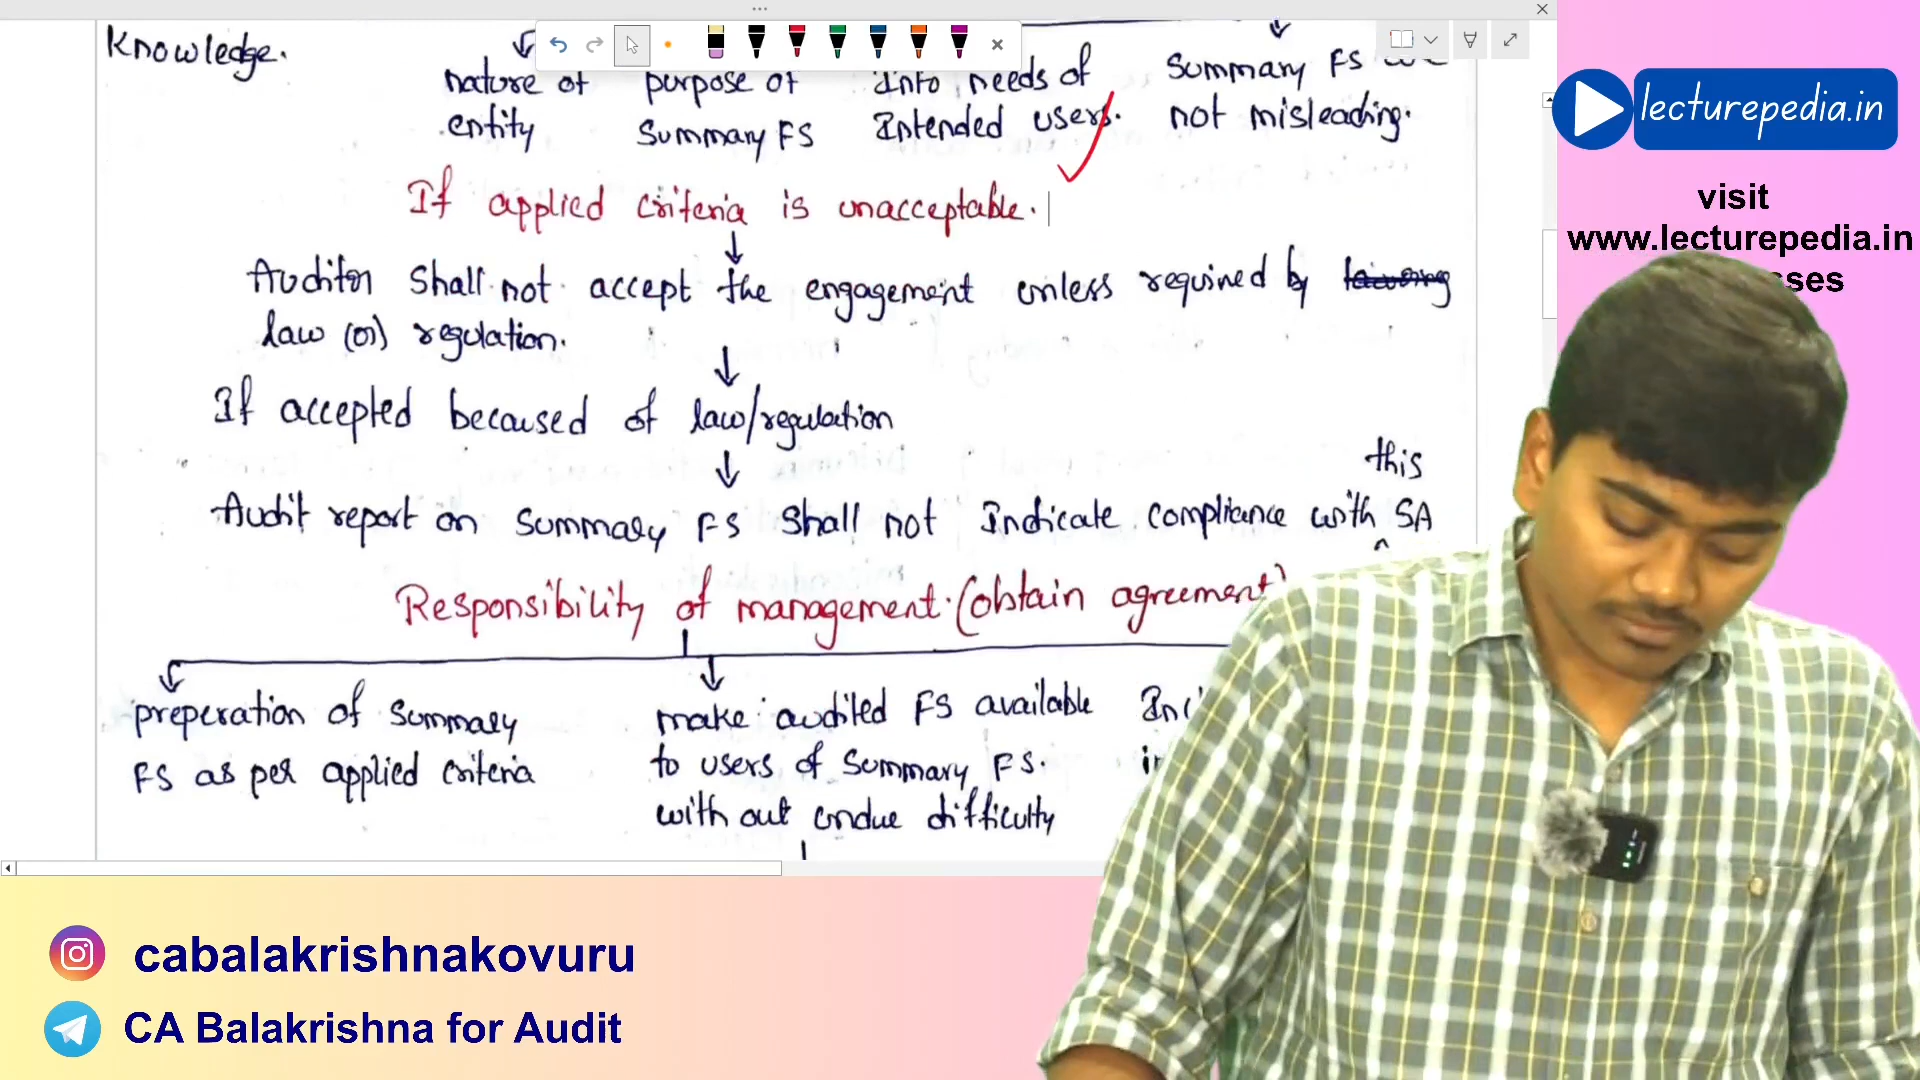 Knowledge.
nature of
entity
purpose of
Summary FS
Into needs of
Intended users.
Summary FS
not misleading.
If applied criteria is unacceptable.
Auditor Shall not accept the engagement unless required by
law (or) regulation.
If accepted becaused of law/regulation
this
Audit report on Summary FS Shall not Indicate compliance with SA
Responsibility of management. (obtain agreement)
preperation of Summary
FS as per applied criteria
make audited FS available
to users of Summary FS.
with out undue difficulty
lecturepedia.in
visit
www.lecturepedia.in
cabalakrishnakovuru
CA Balakrishna for Audit